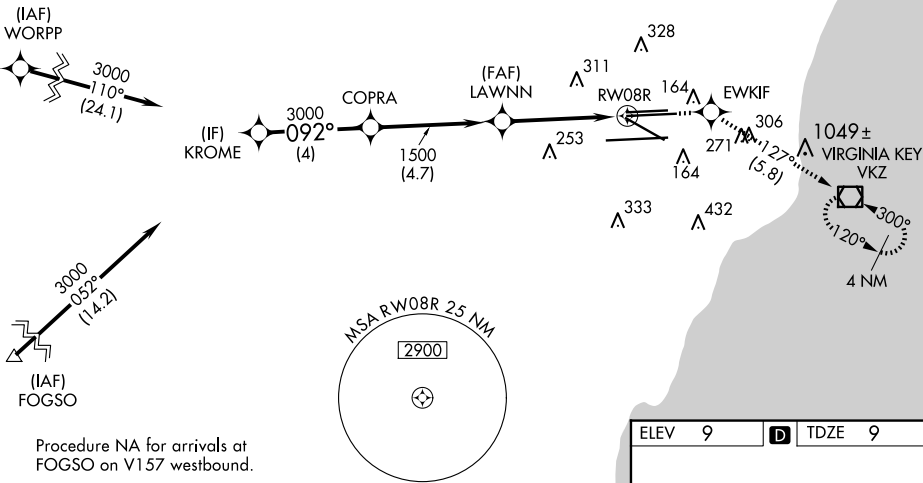 (IAF)
WORPP
3000
110°
(24.1)
(IF)
KROME
3000
092°
(4)
COPRA
1500
(4.7)
(FAF)
LAWNN
253
311
328
RW08R
164
EWKIF
306
271
127°
(5.8)
1049±
VIRGINIA KEY
VKZ
300°
120°
4 NM
164
333
432
3000
052°
(14.2)
(IAF)
FOGSO
MSA RW08R 25 NM
2900
Procedure NA for arrivals at
FOGSO on V157 westbound.
ELEV 9 D TDZE 9